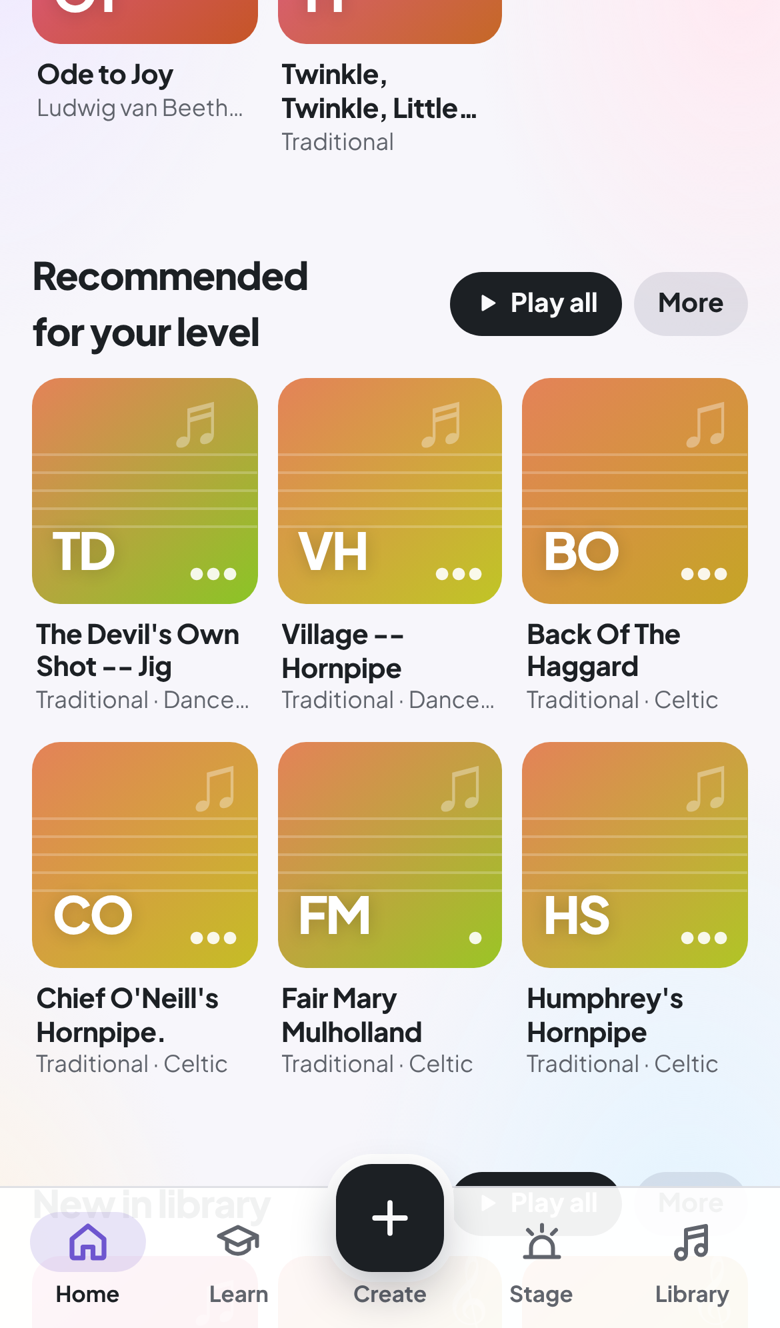 Ode to Joy
Ludwig van Beeth...
Twinkle,
Twinkle, Little...
Traditional
Recommended
for your level
Play all
More
TD
VH
BO
The Devil's Own
Shot -- Jig
Traditional · Dance...
Village --
Hornpipe
Traditional · Dance...
Back Of The
Haggard
Traditional · Celtic
CO
FM
HS
Chief O'Neill's
Hornpipe.
Traditional · Celtic
Fair Mary
Mulholland
Traditional · Celtic
Humphrey's
Hornpipe
Traditional · Celtic
New in library
Play all
More
Home
Learn
Create
Stage
Library